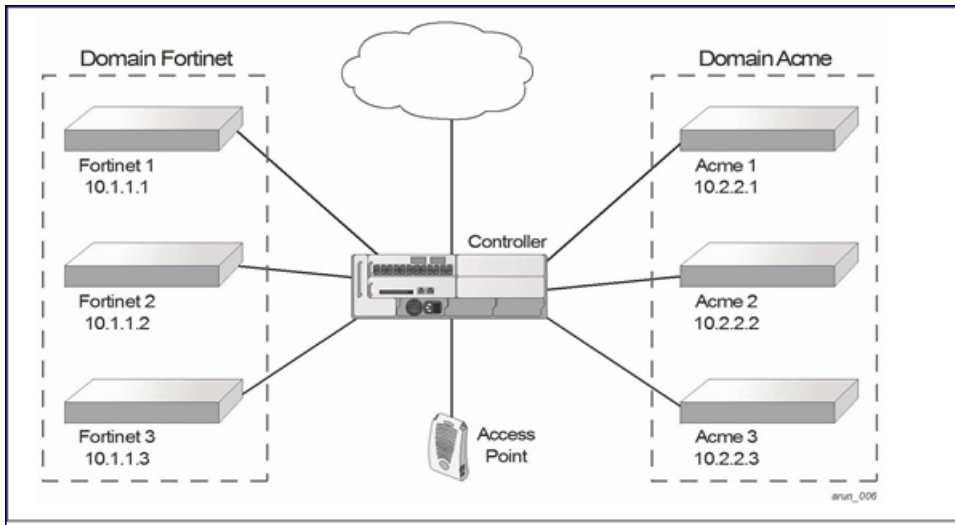 Domain Fortinet
Fortinet 1
10.1.1.1
Fortinet 2
10.1.1.2
Fortinet 3
10.1.1.3
Controller
Access
Point
Domain Acme
Acme 1
10.2.2.1
Acme 2
10.2.2.2
Acme 3
10.2.2.3
arun_006